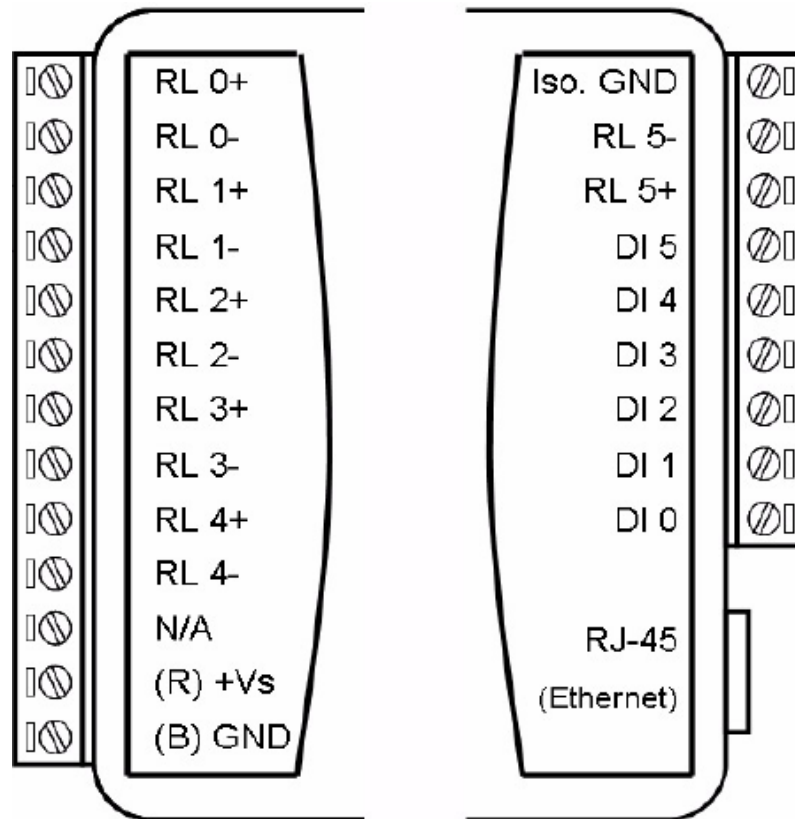 RL 0+
RL 0-
RL 1+
RL 1-
RL 2+
RL 2-
RL 3+
RL 3-
RL 4+
RL 4-
N/A
(R) +Vs
(B) GND
Iso. GND
RL 5-
RL 5+
DI 5
DI 4
DI 3
DI 2
DI 1
DI 0
RJ-45
(Ethernet)